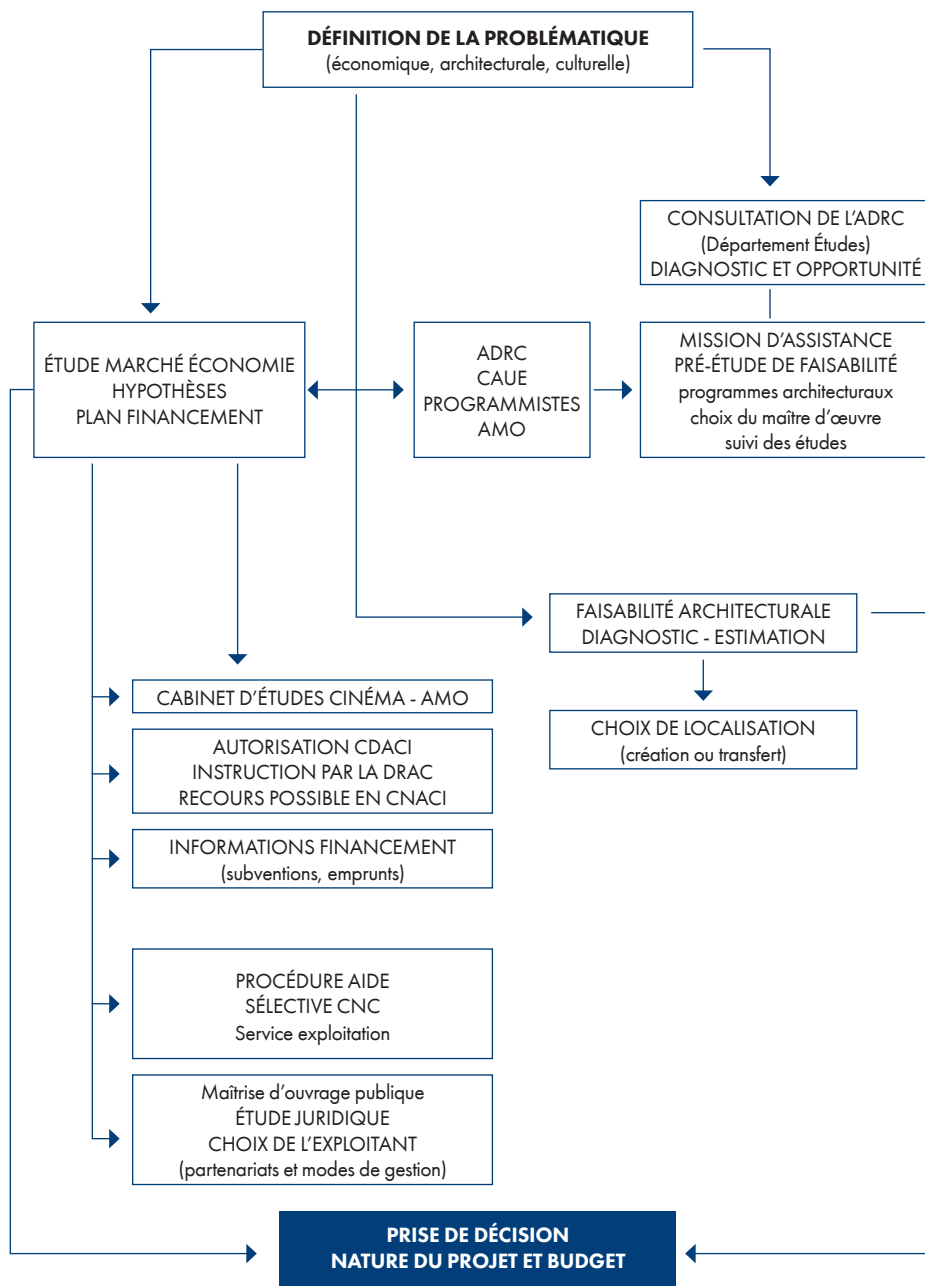 DÉFINITION DE LA PROBLÉMATIQUE
(économique, architecturale, culturelle)
CONSULTATION DE L’ADRC
(Département Études)
DIAGNOSTIC ET OPPORTUNITÉ
ÉTUDE MARCHÉ ÉCONOMIE
HYPOTHÈSES
PLAN FINANCEMENT
ADRC
CAUE
PROGRAMMISTES
AMO
MISSION D’ASSISTANCE
PRÉ-ÉTUDE DE FAISABILITÉ
programmes architecturaux
choix du maître d’œuvre
suivi des études
FAISABILITÉ ARCHITECTURALE
DIAGNOSTIC - ESTIMATION
CHOIX DE LOCALISATION
(création ou transfert)
CABINET D’ÉTUDES CINÉMA - AMO
AUTORISATION CDACI
INSTRUCTION PAR LA DRAC
RECOURS POSSIBLE EN CNACI
INFORMATIONS FINANCEMENT
(subventions, emprunts)
PROCÉDURE AIDE
SÉLECTIVE CNC
Service exploitation
Maîtrise d’ouvrage publique
ÉTUDE JURIDIQUE
CHOIX DE L’EXPLOITANT
(partenariats et modes de gestion)
PRISE DE DÉCISION
NATURE DU PROJET ET BUDGET